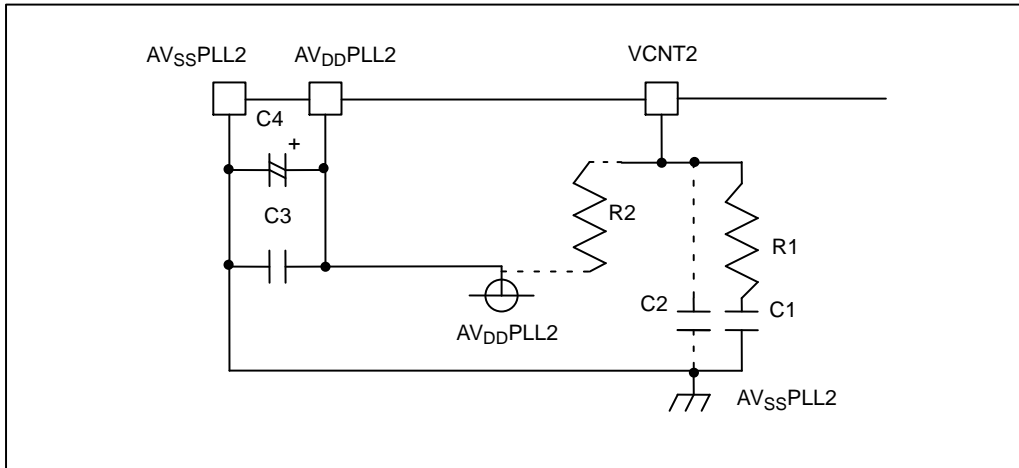 AVSSPLL2 AVDDPLL2 VCNT2
C4
+
C3
R2
R1
C2 C1
AVDDPLL2
AVSSPLL2